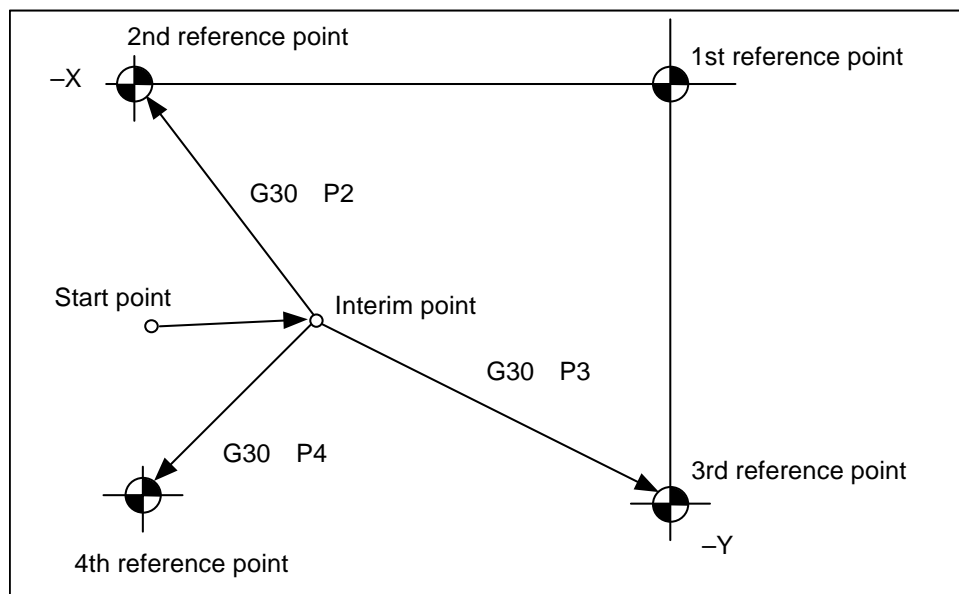 2nd reference point
1st reference point
–X
G30 P2
Start point
Interim point
G30 P3
G30 P4
3rd reference point
–Y
4th reference point